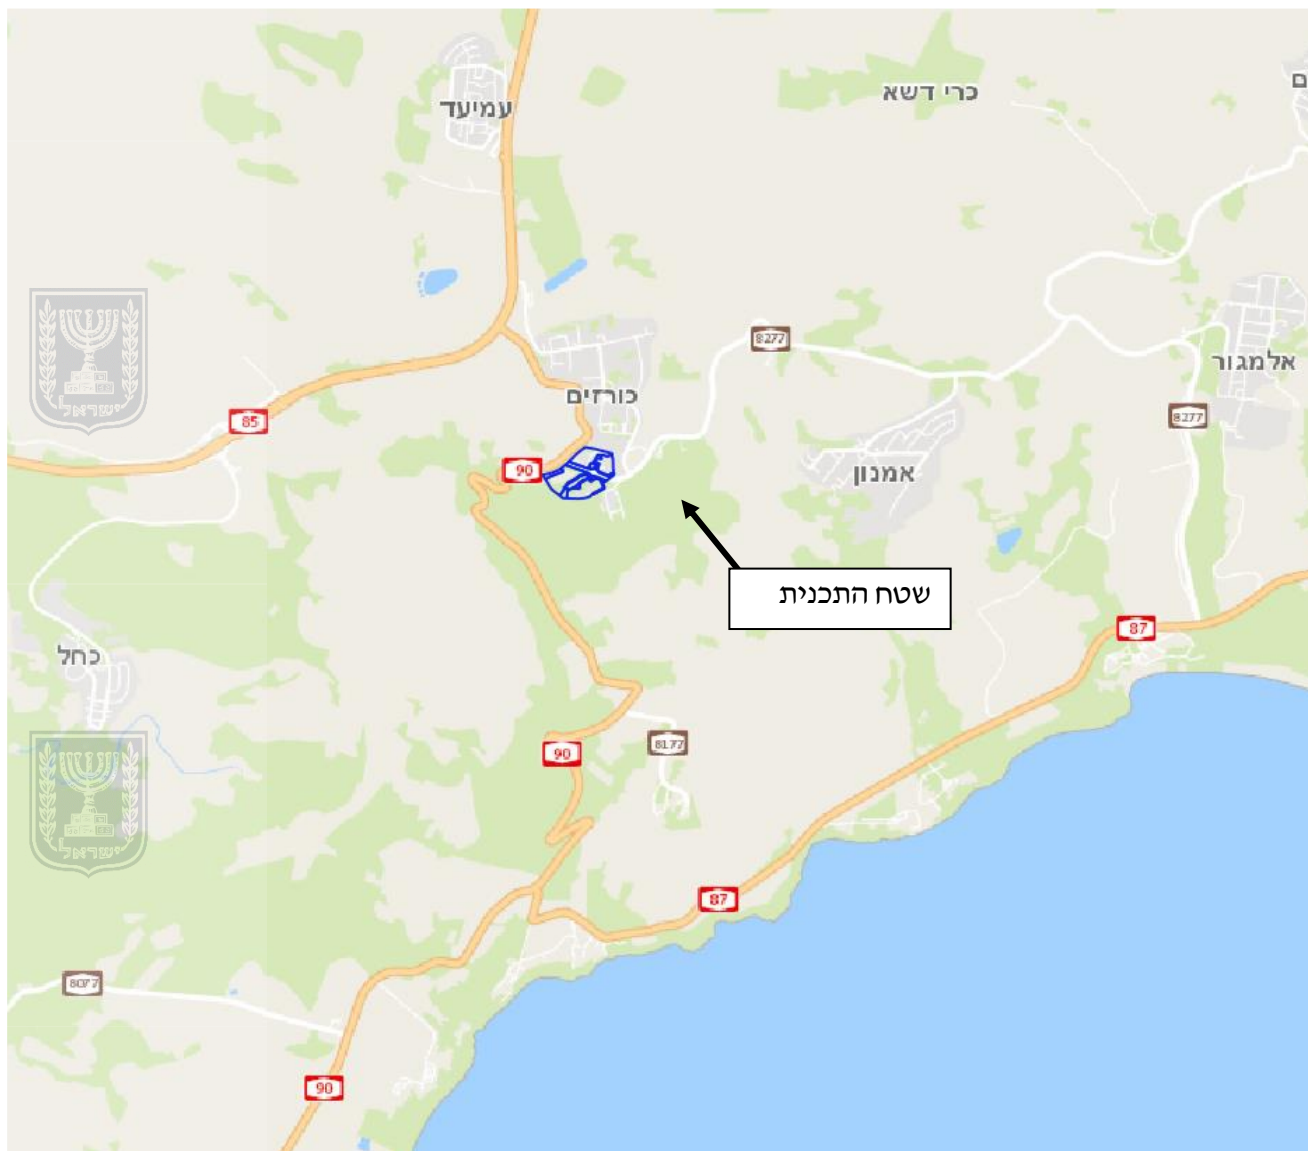 עמיעד
כרי דשא
ם
8277
אלמגור
כורזים
85
8277
90
אמנון
שטח התכנית
87
כחל
90
8177
87
8077
90
ישראל
ישראל